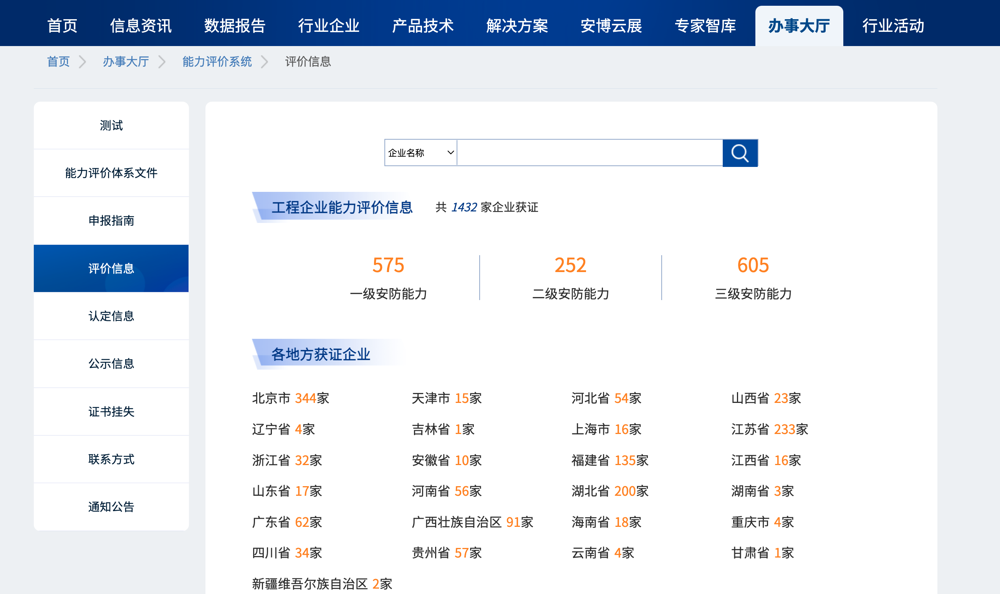 首页 信息资讯 数据报告 行业企业 产品技术 解决方案 安博云展 专家智库 办事大厅 行业活动
首页 办事大厅 能力评价系统 评价信息
测试
能力评价体系文件
申报指南
评价信息
认定信息
公示信息
证书挂失
联系方式
通知公告
企业名称
工程企业能力评价信息 共 1432 家企业获证
575 252 605
一级安防能力 二级安防能力 三级安防能力
各地方获证企业
北京市 344家 天津市 15家 河北省 54家 山西省 23家
辽宁省 4家 吉林省 1家 上海市 16家 江苏省 233家
浙江省 32家 安徽省 10家 福建省 135家 江西省 16家
山东省 17家 河南省 56家 湖北省 200家 湖南省 3家
广东省 62家 广西壮族自治区 91家 海南省 18家 重庆市 4家
四川省 34家 贵州省 57家 云南省 4家 甘肃省 1家
新疆维吾尔族自治区 2家